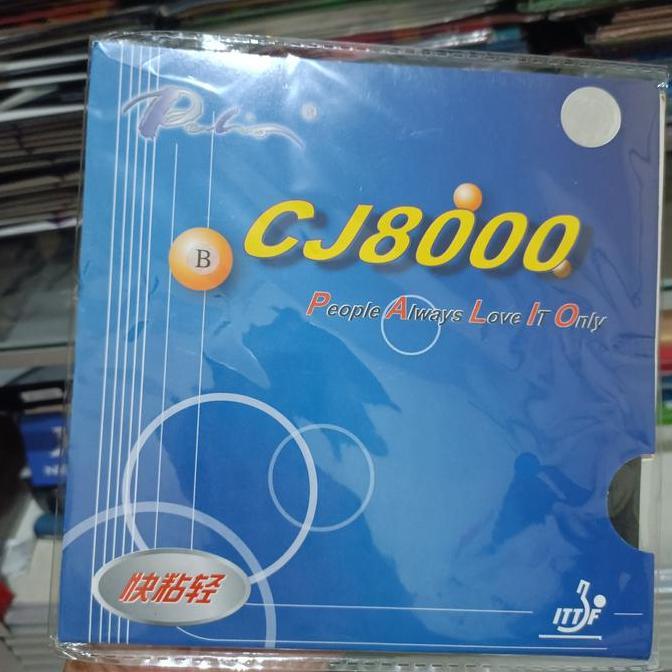 Palio ®
CJ8000
B
People Always Love It Only
快粘轻
ITTF